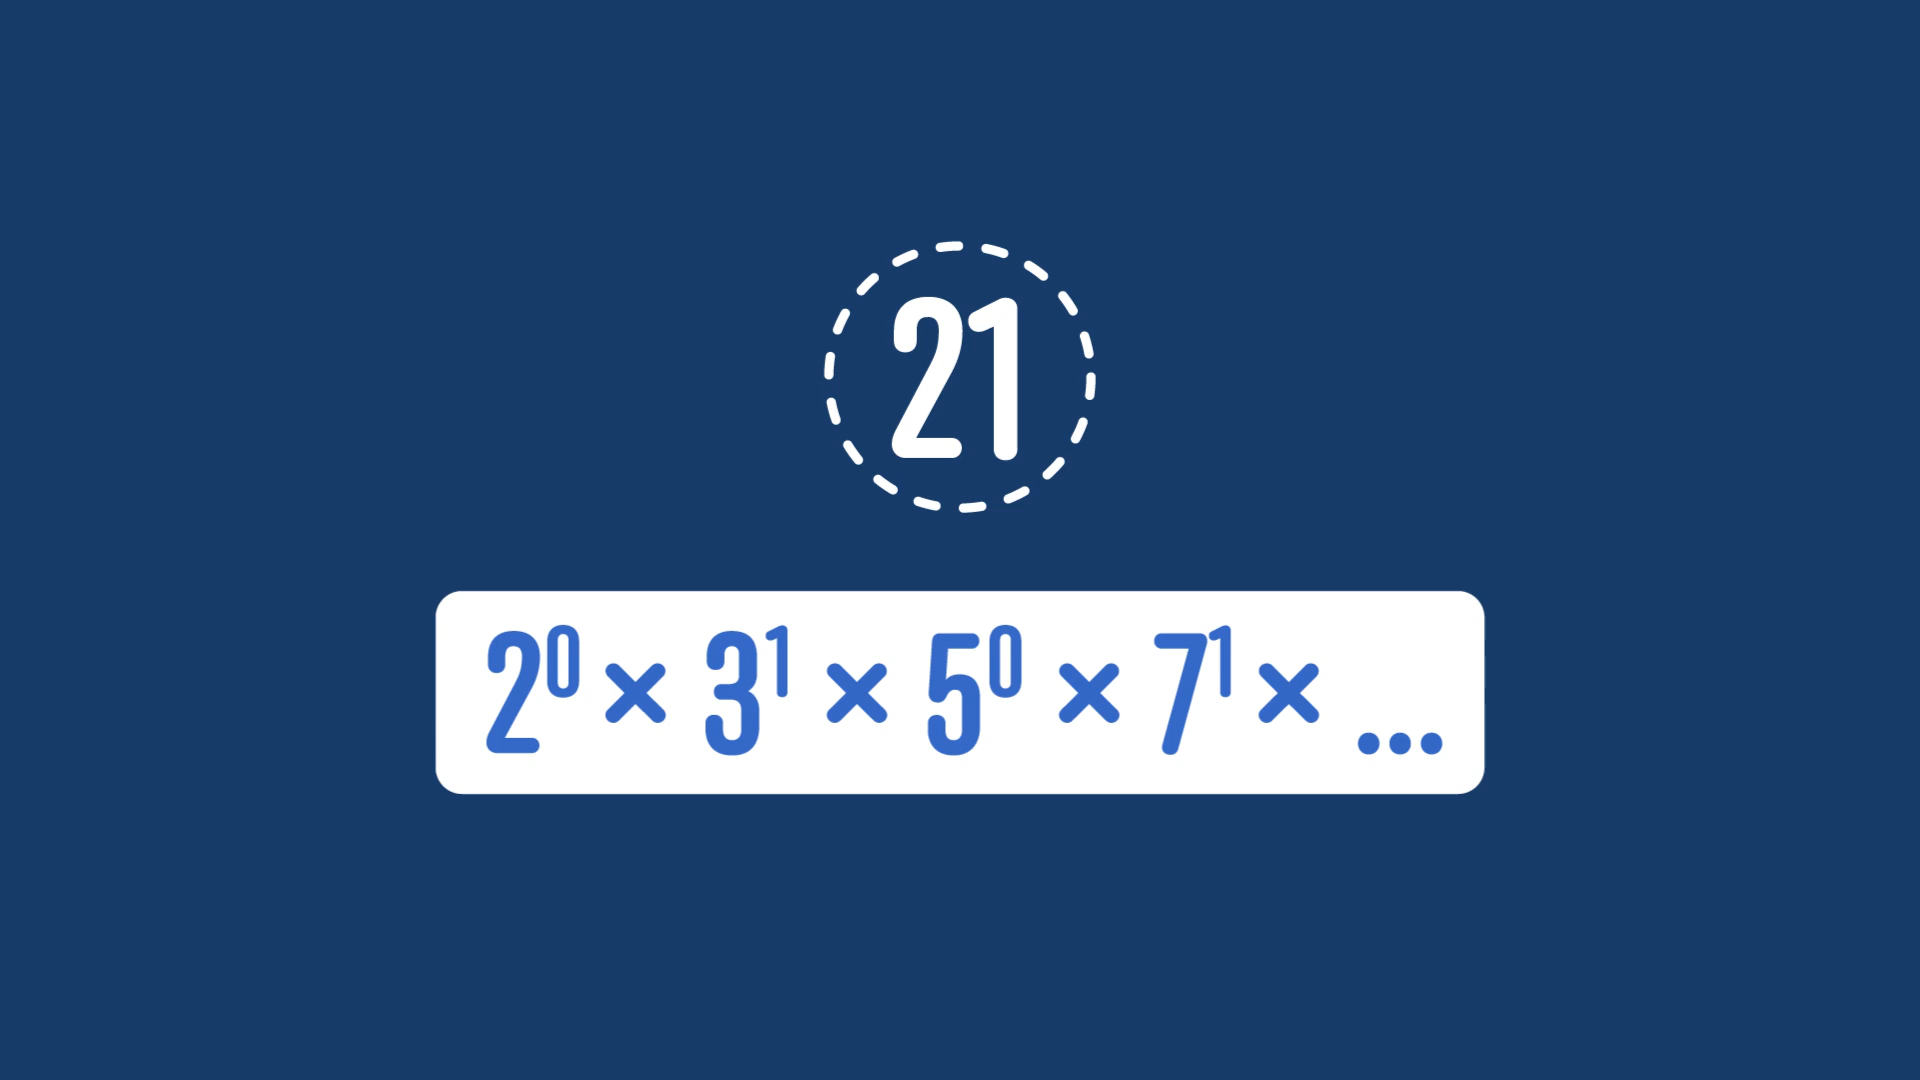 21
2⁰ × 3¹ × 5⁰ × 7¹ × ...